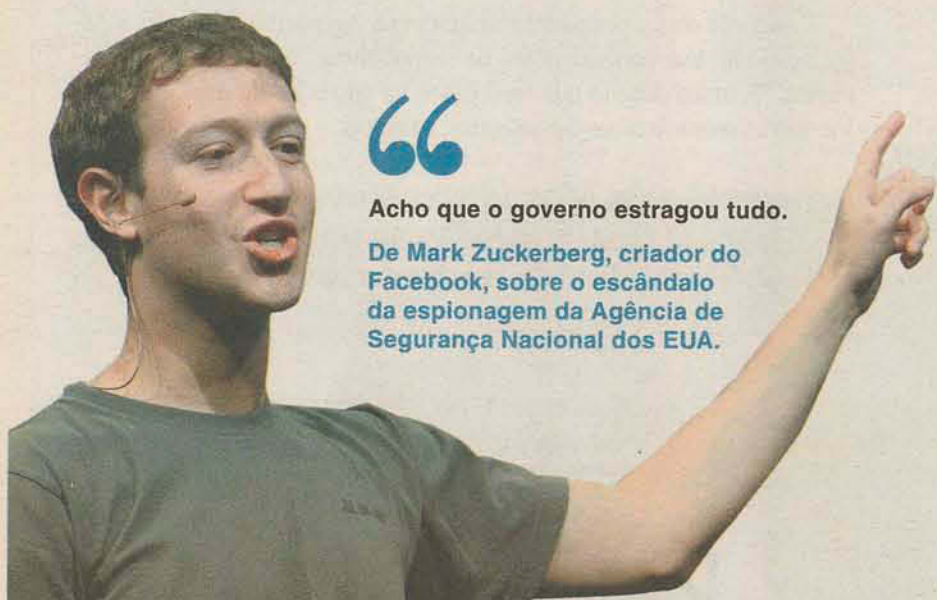 Acho que o governo estragou tudo.
De Mark Zuckerberg, criador do
Facebook, sobre o escândalo
da espionagem da Agência de
Segurança Nacional dos EUA.